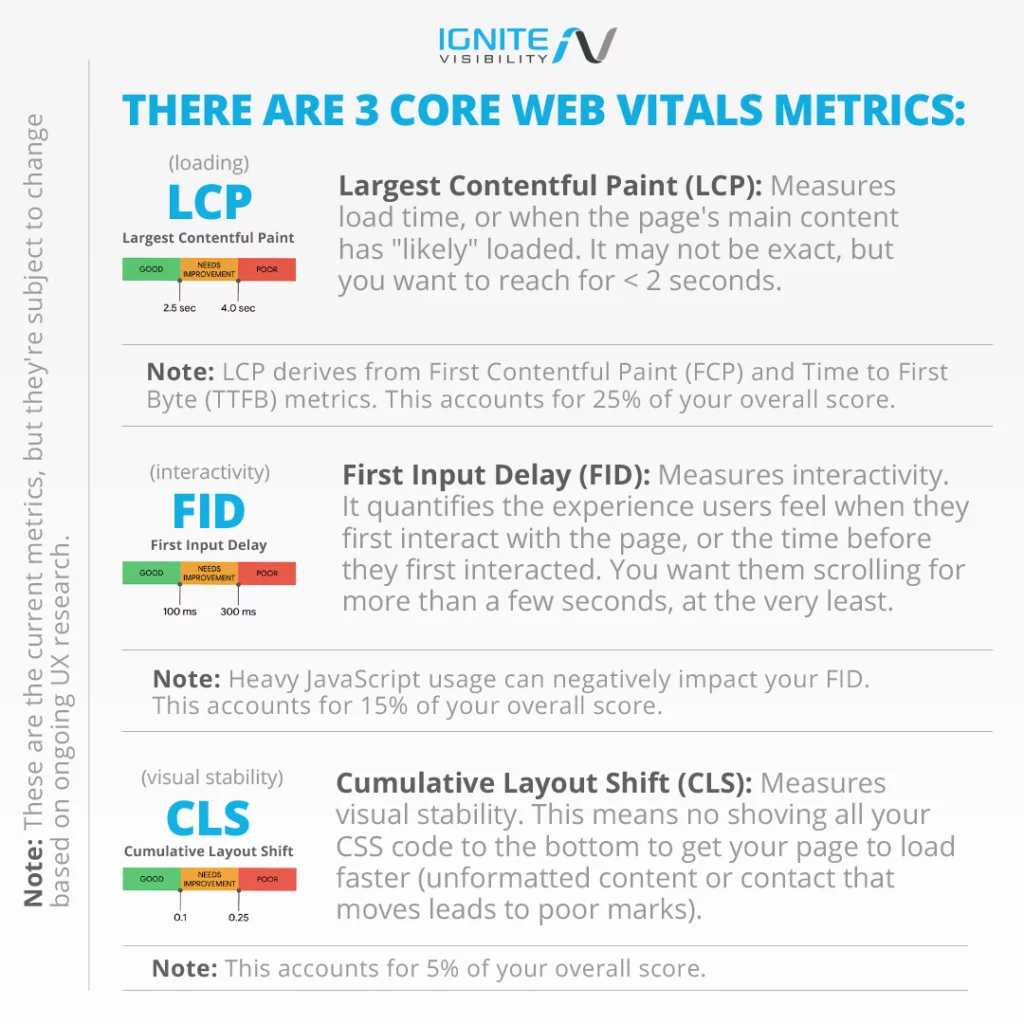 IGNITE
VISIBILITY
THERE ARE 3 CORE WEB VITALS METRICS:
(loading)
LCP
Largest Contentful Paint
GOOD
NEEDS
IMPROVEMENT
POOR
2.5 sec
4.0 sec
Largest Contentful Paint (LCP): Measures
load time, or when the page's main content
has "likely" loaded. It may not be exact, but
you want to reach for < 2 seconds.
Note: LCP derives from First Contentful Paint (FCP) and Time to First
Byte (TTFB) metrics. This accounts for 25% of your overall score.
(interactivity)
FID
First Input Delay
GOOD
NEEDS
IMPROVEMENT
POOR
100 ms
300 ms
First Input Delay (FID): Measures interactivity.
It quantifies the experience users feel when they
first interact with the page, or the time before
they first interacted. You want them scrolling for
more than a few seconds, at the very least.
Note: Heavy JavaScript usage can negatively impact your FID.
This accounts for 15% of your overall score.
(visual stability)
CLS
Cumulative Layout Shift
GOOD
NEEDS
IMPROVEMENT
POOR
0.1
0.25
Cumulative Layout Shift (CLS): Measures
visual stability. This means no shoving all your
CSS code to the bottom to get your page to load
faster (unformatted content or contact that
moves leads to poor marks).
Note: This accounts for 5% of your overall score.
Note: These are the current metrics, but they're subject to change
based on ongoing UX research.